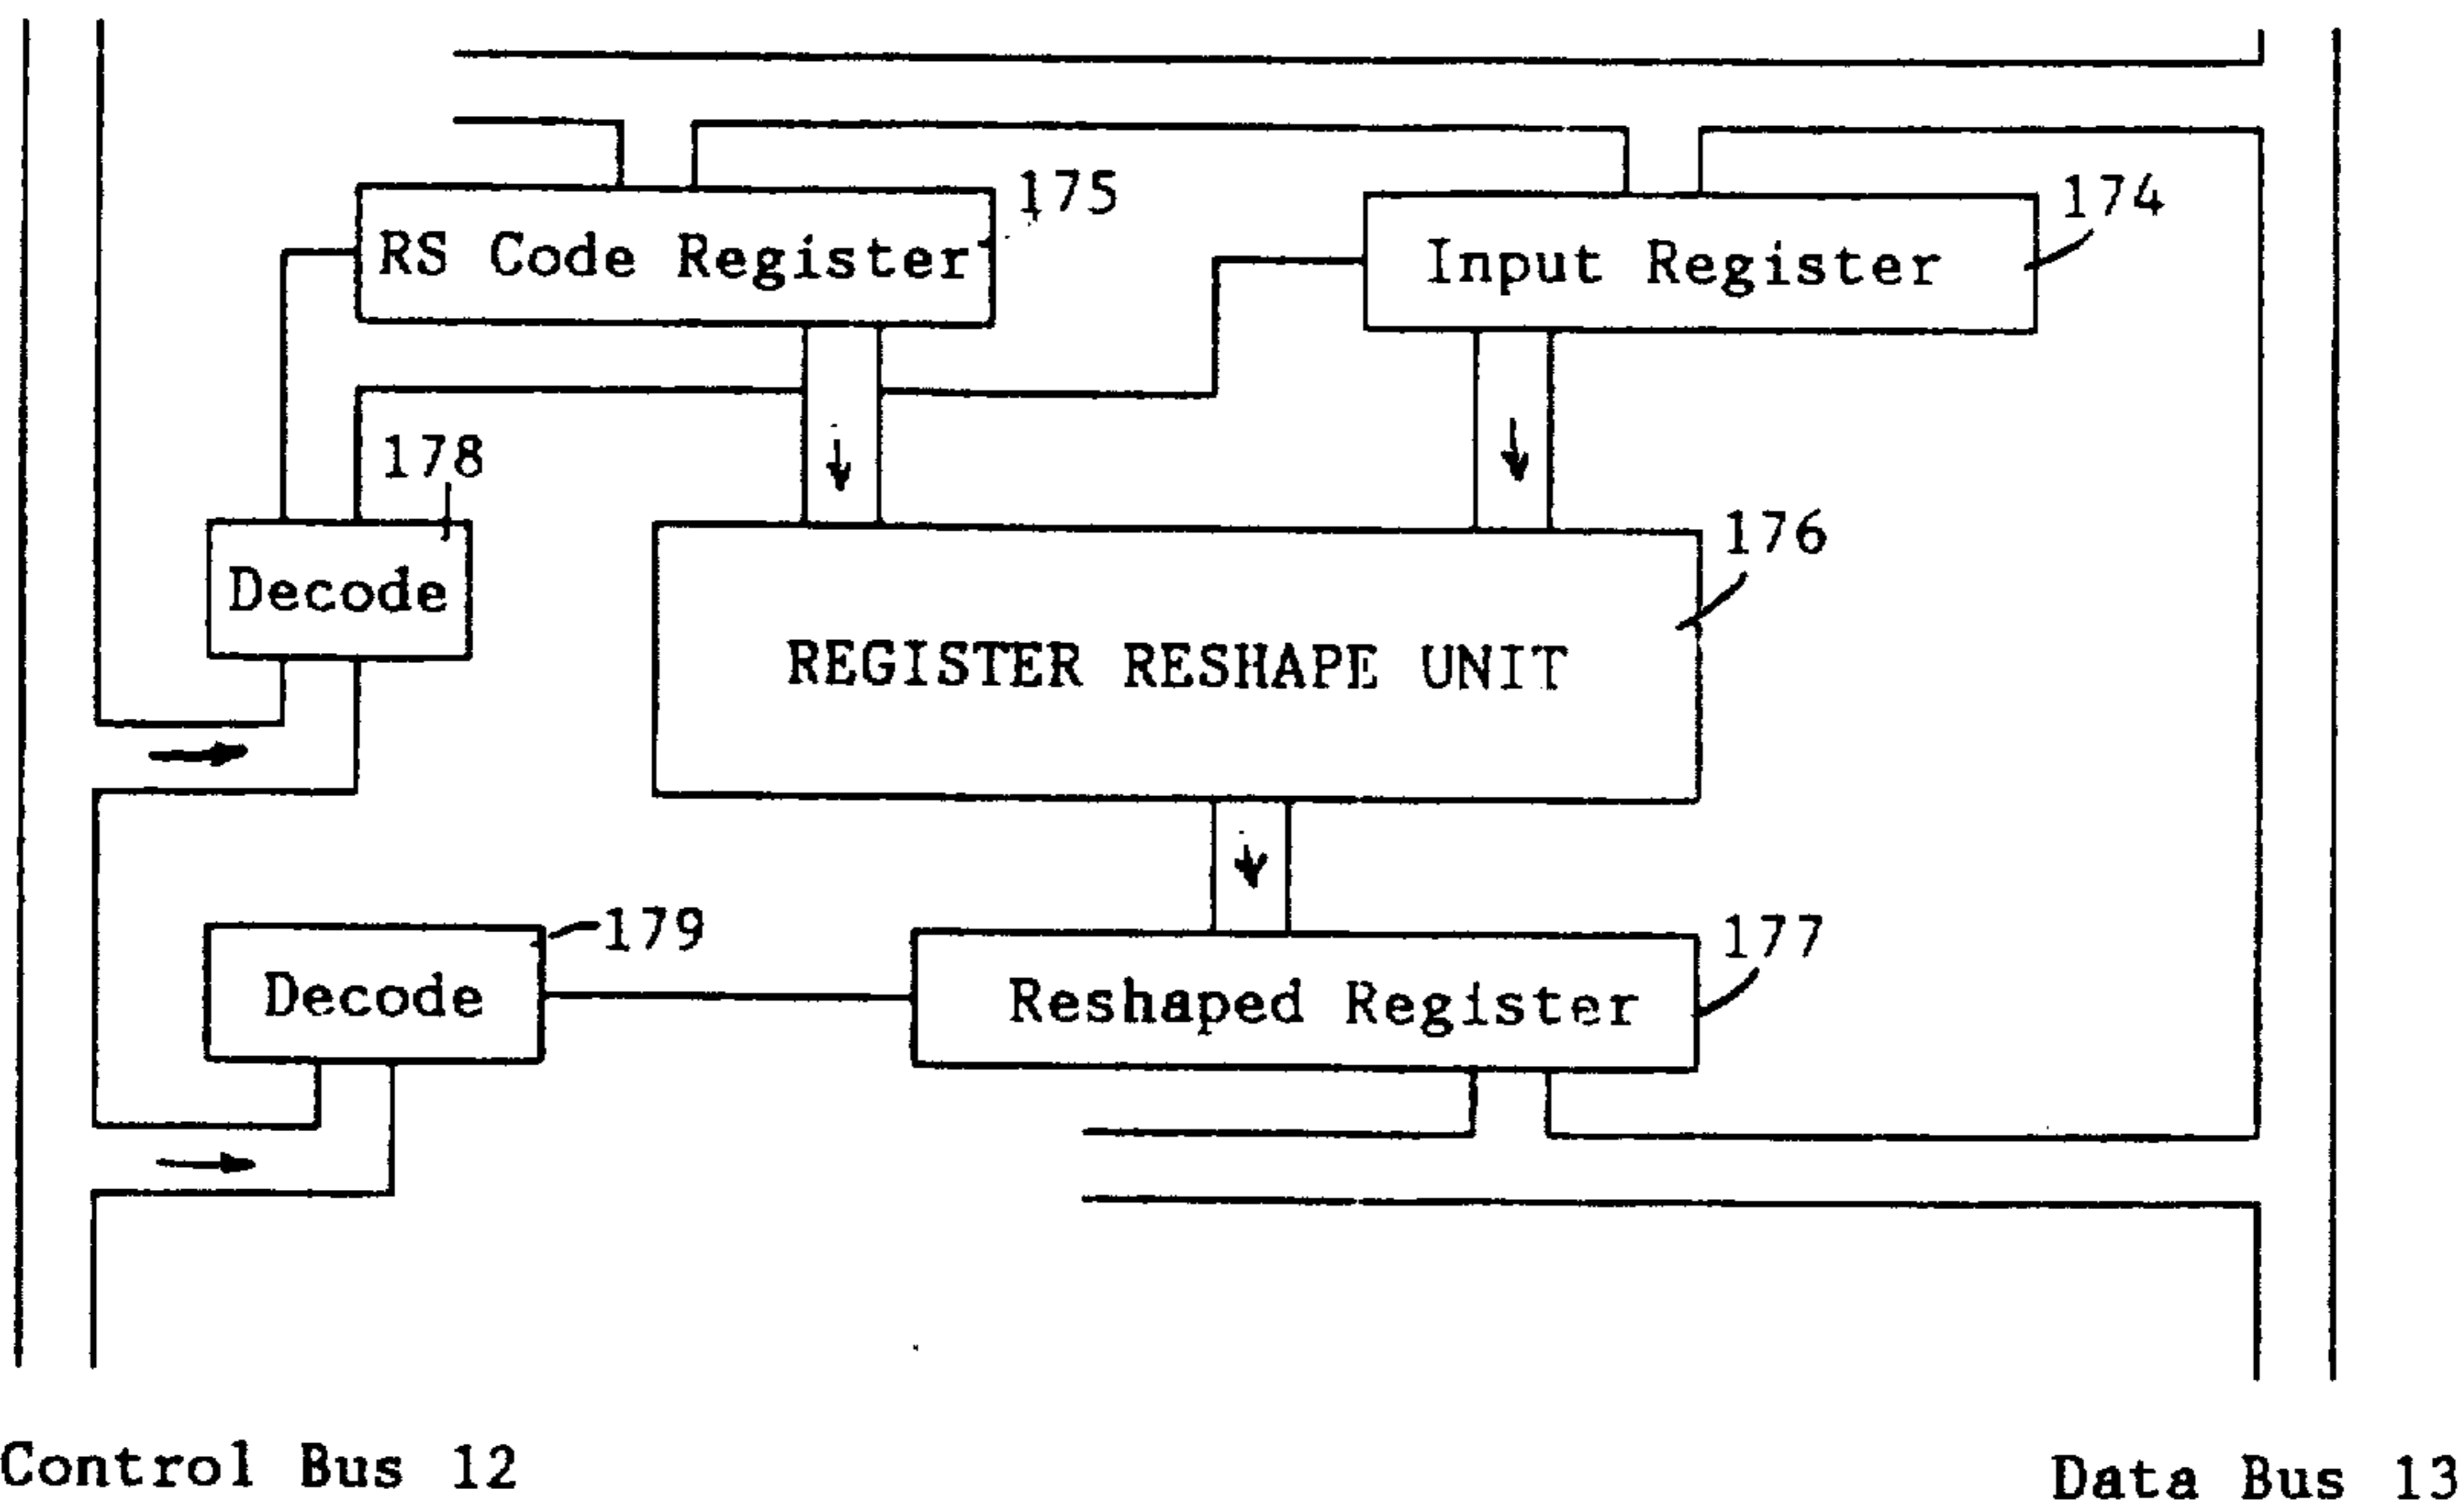 175
174
RS Code Register
Input Register
178
176
Decode
REGISTER RESHAPE UNIT
179
177
Decode
Reshaped Register
Control Bus 12
Data Bus 13